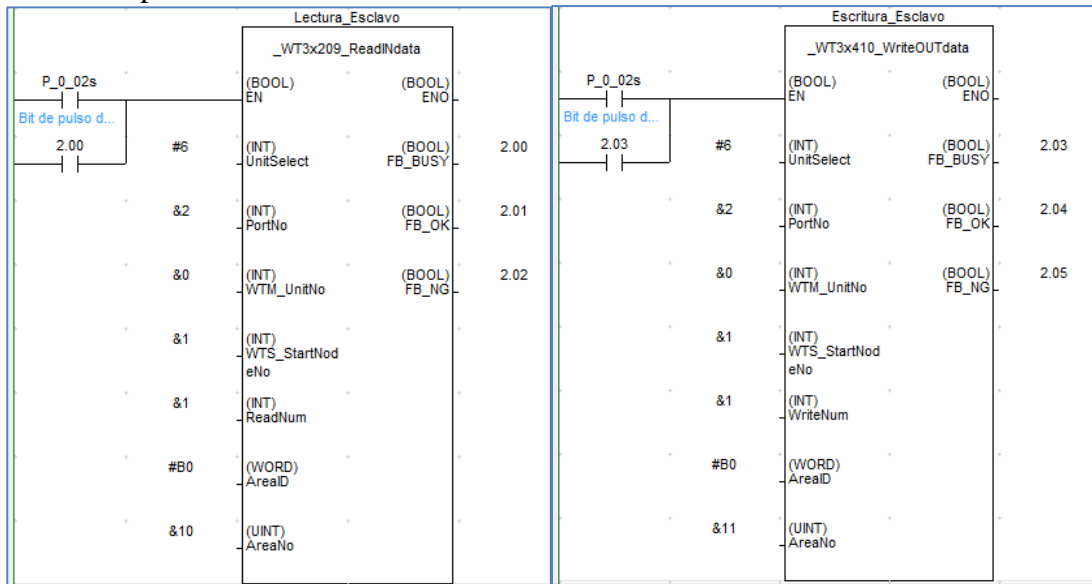 Lectura_Esclavo
_WT3x209_ReadINdata
P_0_02s
(BOOL)
EN
(BOOL)
ENO
Bit de pulso d...
2.00
#6
(INT)
UnitSelect
(BOOL)
FB_BUSY
2.00
&2
(INT)
PortNo
(BOOL)
FB_OK
2.01
&0
(INT)
WTM_UnitNo
(BOOL)
FB_NG
2.02
&1
(INT)
WTS_StartNod
eNo
&1
(INT)
ReadNum
#B0
(WORD)
AreaID
&10
(UINT)
AreaNo
Escritura_Esclavo
_WT3x410_WriteOUTdata
P_0_02s
(BOOL)
EN
(BOOL)
ENO
Bit de pulso d...
2.03
#6
(INT)
UnitSelect
(BOOL)
FB_BUSY
2.03
&2
(INT)
PortNo
(BOOL)
FB_OK
2.04
&0
(INT)
WTM_UnitNo
(BOOL)
FB_NG
2.05
&1
(INT)
WTS_StartNod
eNo
&1
(INT)
WriteNum
#B0
(WORD)
AreaID
&11
(UINT)
AreaNo